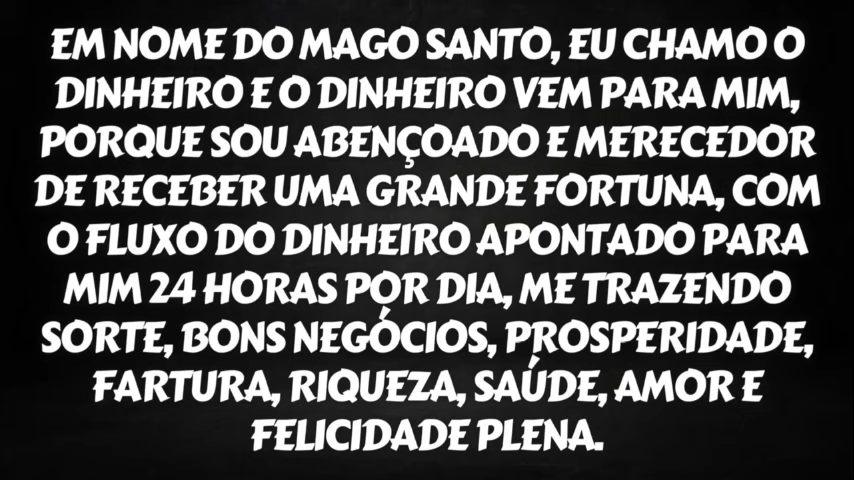 EM NOME DO MAGO SANTO, EU CHAMO O
DINHEIRO E O DINHEIRO VEM PARA MIM,
PORQUE SOU ABENÇOADO E MERECEDOR
DE RECEBER UMA GRANDE FORTUNA, COM
O FLUXO DO DINHEIRO APONTADO PARA
MIM 24 HORAS POR DIA, ME TRAZENDO
SORTE, BONS NEGÓCIOS, PROSPERIDADE,
FARTURA, RIQUEZA, SAÚDE, AMOR E
FELICIDADE PLENA.